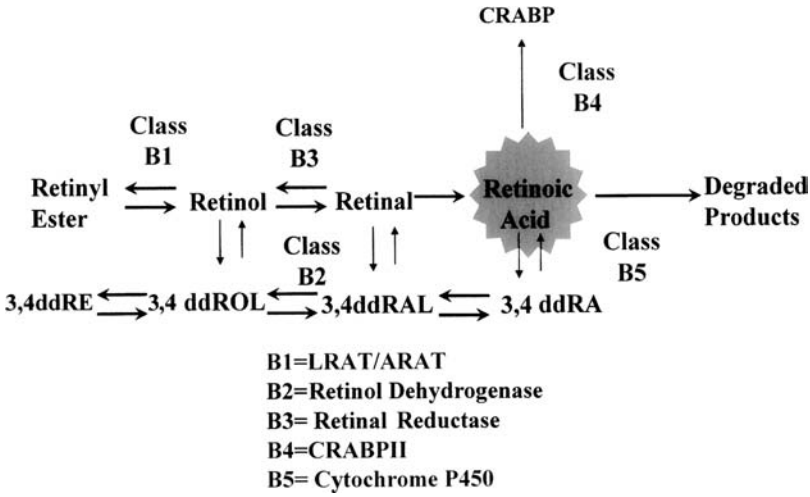 CRABP
Class
B4
Class
B1
Class
B3
Retinyl
Ester
Retinol
Retinal
Retinoic
Acid
Degraded
Products
Class
B2
Class
B5
3,4ddRE
3,4 ddROL
3,4ddRAL
3,4 ddRA
B1=LRAT/ARAT
B2=Retinol Dehydrogenase
B3= Retinal Reductase
B4=CRABPII
B5= Cytochrome P450